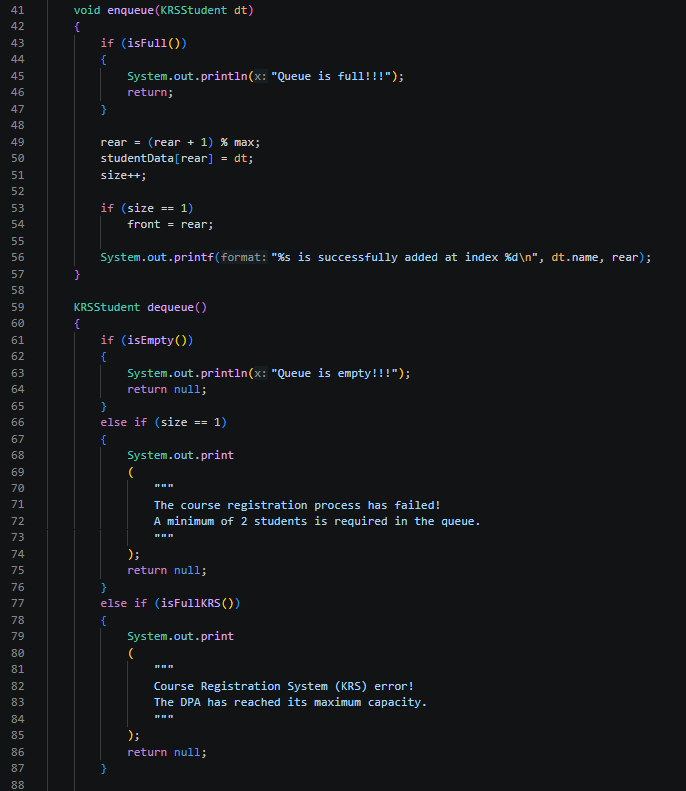 41 void enqueue(KRSStudent dt)
42 {
43 if (isFull())
44 {
45 System.out.println(x: "Queue is full!!!");
46 return;
47 }
48
49 rear = (rear + 1) % max;
50 studentData[rear] = dt;
51 size++;
52
53 if (size == 1)
54 front = rear;
55
56 System.out.printf(format: "%s is successfully added at index %d\n", dt.name, rear);
57 }
58
59 KRSStudent dequeue()
60 {
61 if (isEmpty())
62 {
63 System.out.println(x: "Queue is empty!!!");
64 return null;
65 }
66 else if (size == 1)
67 {
68 System.out.print
69 (
70 """
71 The course registration process has failed!
72 A minimum of 2 students is required in the queue.
73 """
74 );
75 return null;
76 }
77 else if (isFullKRS())
78 {
79 System.out.print
80 (
81 """
82 Course Registration System (KRS) error!
83 The DPA has reached its maximum capacity.
84 """
85 );
86 return null;
87 }
88